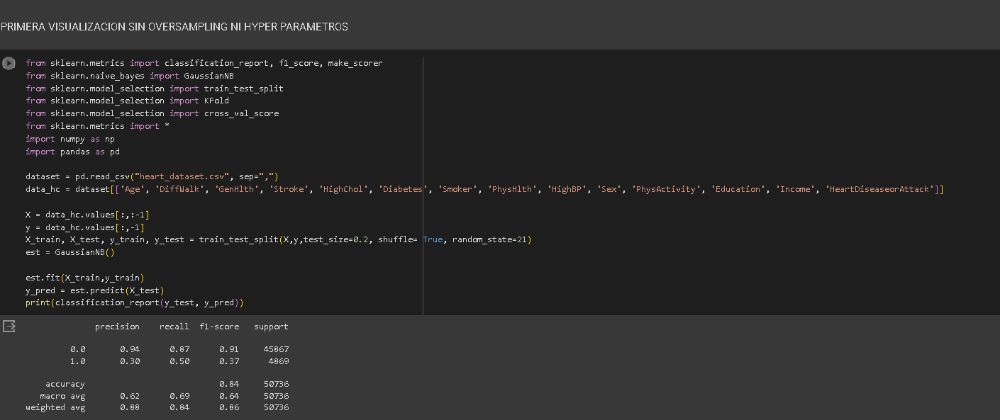 PRIMERA VISUALIZACION SIN OVERSAMPLING NI HYPER PARAMETROS
from sklearn.metrics import classification_report, f1_score, make_scorer
from sklearn.naive_bayes import GaussianNB
from sklearn.model_selection import train_test_split
from sklearn.model_selection import KFold
from sklearn.model_selection import cross_val_score
from sklearn.metrics import *
import numpy as np
import pandas as pd
dataset = pd.read_csv("heart_dataset.csv", sep=",")
data_hc = dataset[['Age', 'DiffWalk', 'GenHlth', 'Stroke', 'HighChol', 'Diabetes', 'Smoker', 'PhysHlth', 'HighBP', 'Sex', 'PhysActivity', 'Education', 'Income', 'HeartDiseaseorAttack']]
X = data_hc.values[:,:-1]
y = data_hc.values[:,-1]
X_train, X_test, y_train, y_test = train_test_split(X,y,test_size=0.2, shuffle= True, random_state=21)
est = GaussianNB()
est.fit(X_train,y_train)
y_pred = est.predict(X_test)
print(classification_report(y_test, y_pred))
precision recall f1-score support
0.0 0.94 0.87 0.91 45867
1.0 0.30 0.50 0.37 4869
accuracy 0.84 50736
macro avg 0.62 0.69 0.64 50736
weighted avg 0.88 0.84 0.86 50736